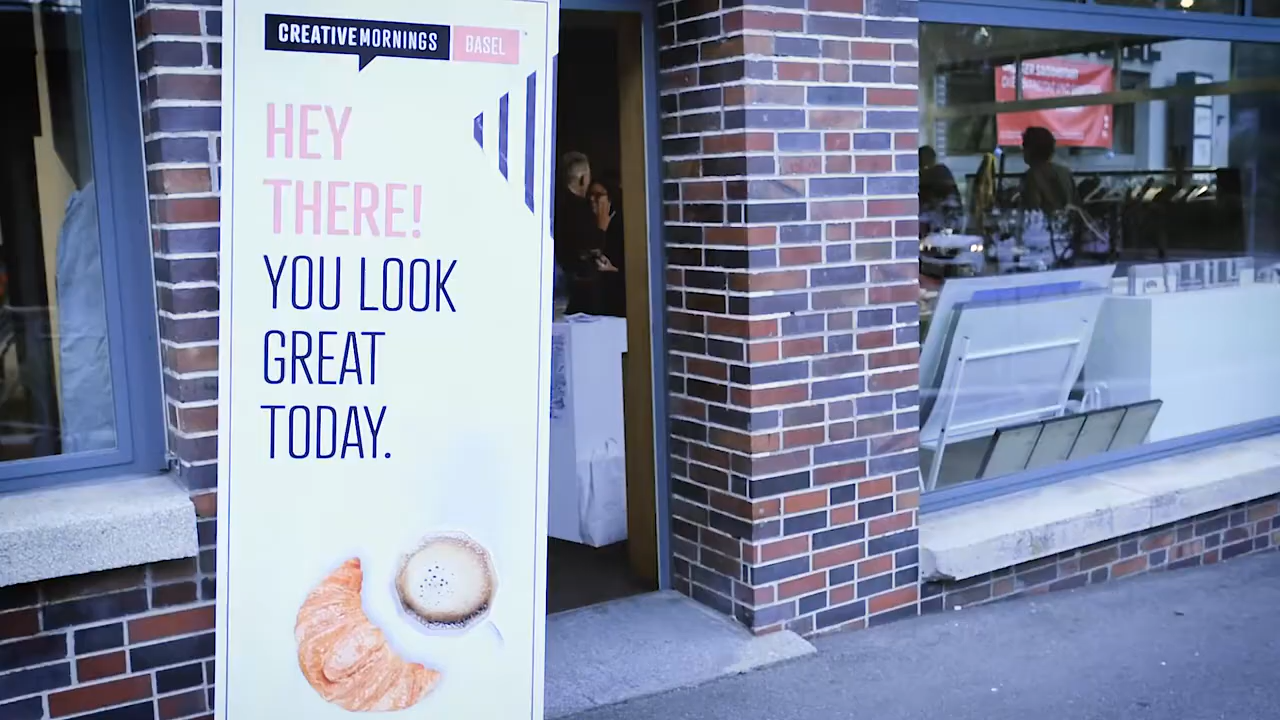 CREATIVEMORNINGS BASEL
HEY
THERE!
YOU LOOK
GREAT
TODAY.